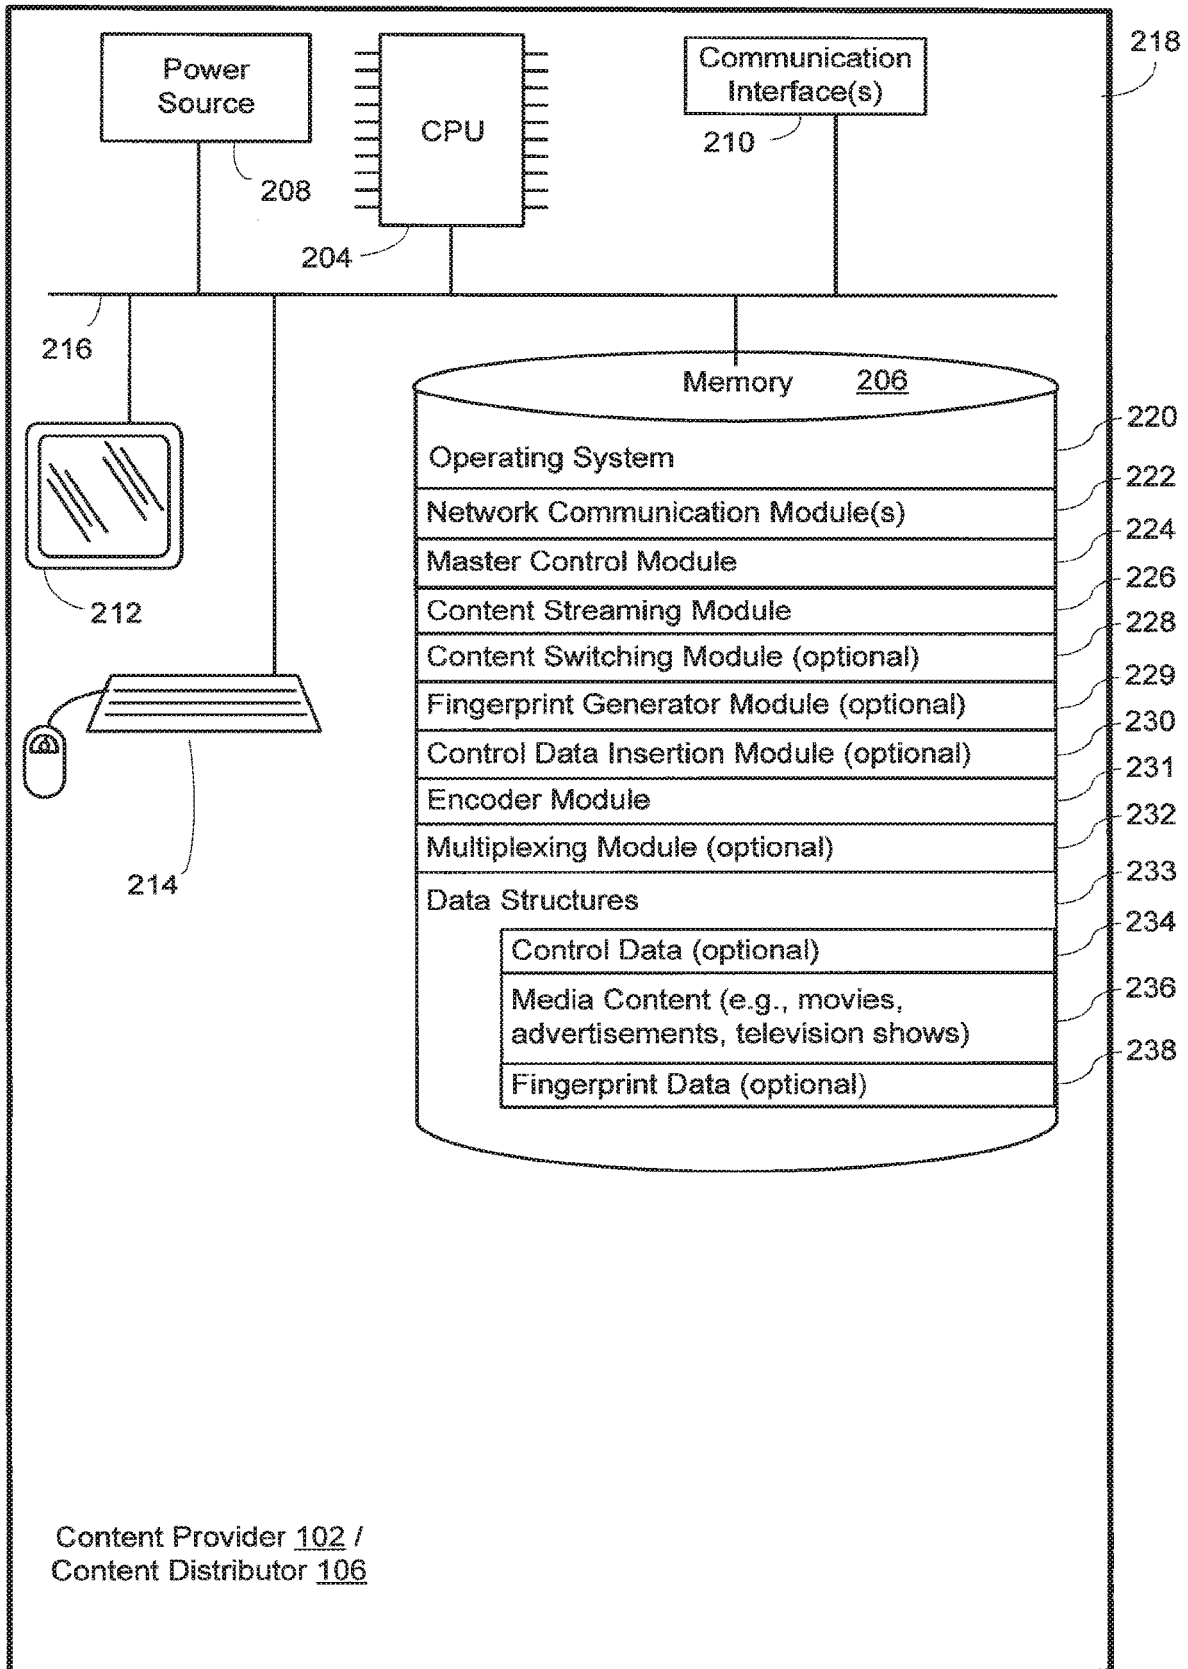 Power
Source
208
CPU
204
Communication
Interface(s)
210
218
216
212
214
Memory 206
Operating System 220
Network Communication Module(s) 222
Master Control Module 224
Content Streaming Module 226
Content Switching Module (optional) 228
Fingerprint Generator Module (optional) 229
Control Data Insertion Module (optional) 230
Encoder Module 231
Multiplexing Module (optional) 232
Data Structures 233
Control Data (optional) 234
Media Content (e.g., movies,
advertisements, television shows) 236
Fingerprint Data (optional) 238
Content Provider 102 /
Content Distributor 106